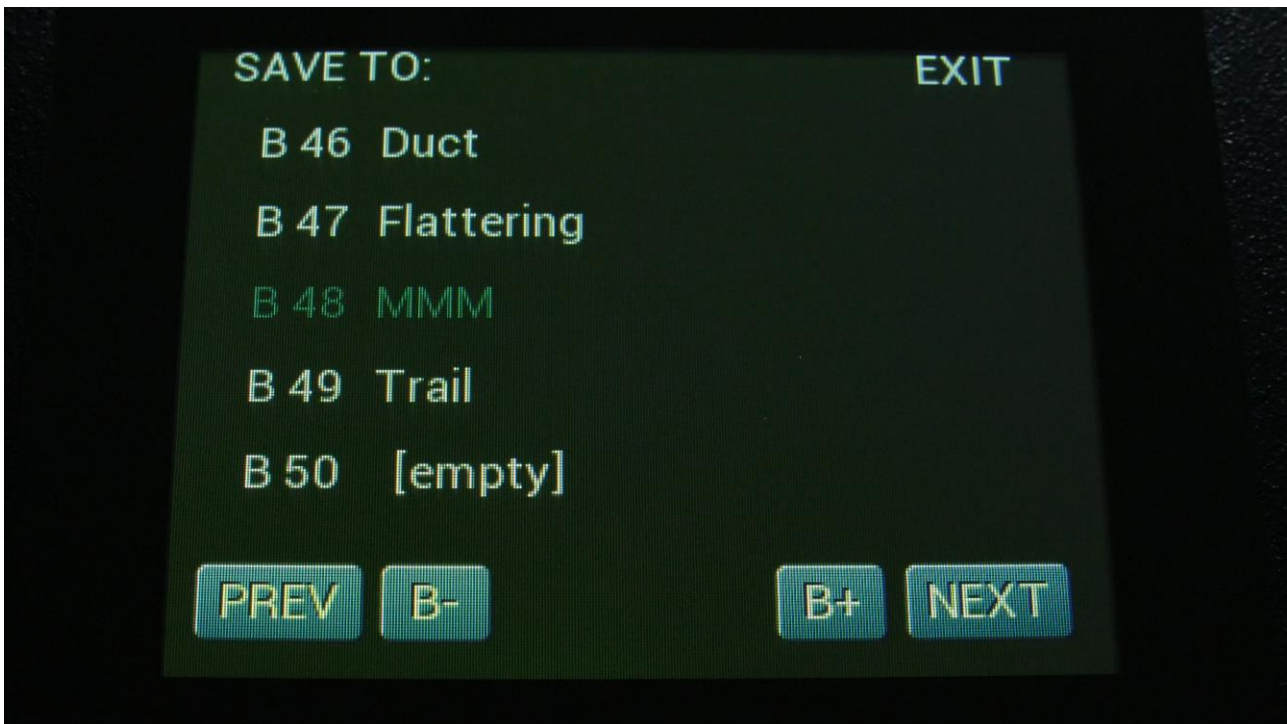 SAVE TO: EXIT
B 46 Duct
B 47 Flattering
B 48 MMM
B 49 Trail
B 50 [empty]
PREV B- B+ NEXT